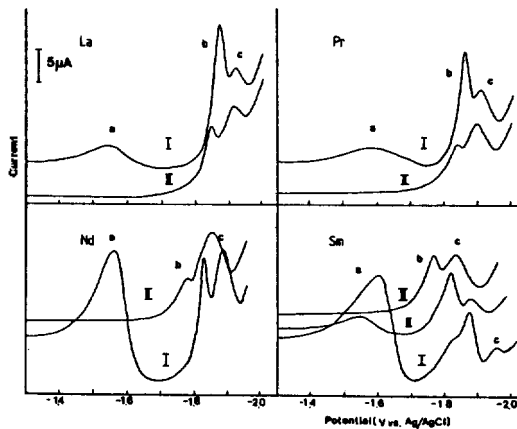 La
Pr
5μA
a
b
c
I
II
a
b
c
I
II
Current
Nd
a
b
c
II
I
Sm
a
b
c
II
II
I
c
-1.4 -1.6 -1.8 -2.0
-1.4 -1.6 -1.8 -2.0
Potential(V vs. Ag/AgCl)